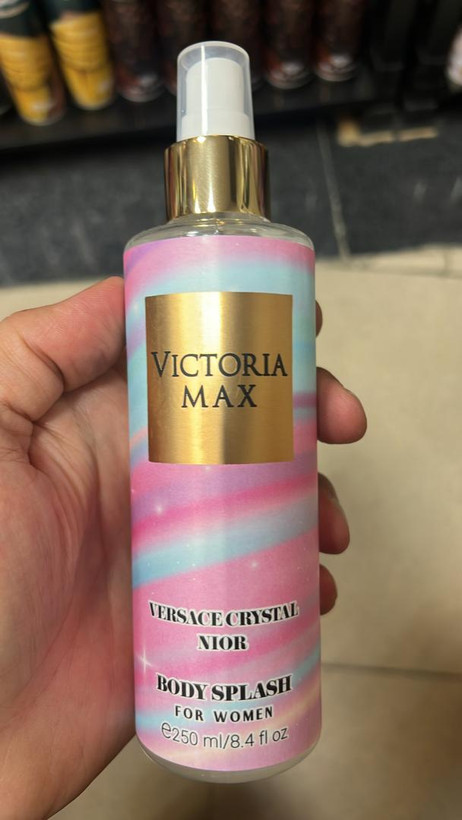 VICTORIA
MAX
VERSACE CRYSTAL
NIOR
BODY SPLASH
FOR WOMEN
℮250 ml/8.4 fl oz